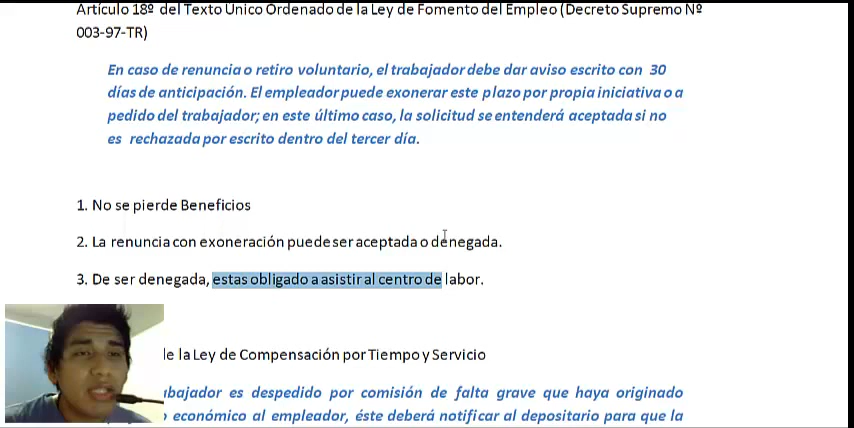 Artículo 18º del Texto Único Ordenado de la Ley de Fomento del Empleo (Decreto Supremo Nº
003-97-TR)
En caso de renuncia o retiro voluntario, el trabajador debe dar aviso escrito con 30
días de anticipación. El empleador puede exonerar este plazo por propia iniciativa o a
pedido del trabajador; en este último caso, la solicitud se entenderá aceptada si no
es rechazada por escrito dentro del tercer día.
1. No se pierde Beneficios
2. La renuncia con exoneración puede ser aceptada o denegada.
3. De ser denegada, estas obligado a asistir al centro de labor.
de la Ley de Compensación por Tiempo y Servicio
abajador es despedido por comisión de falta grave que haya originado
económico al empleador, éste deberá notificar al depositario para que la